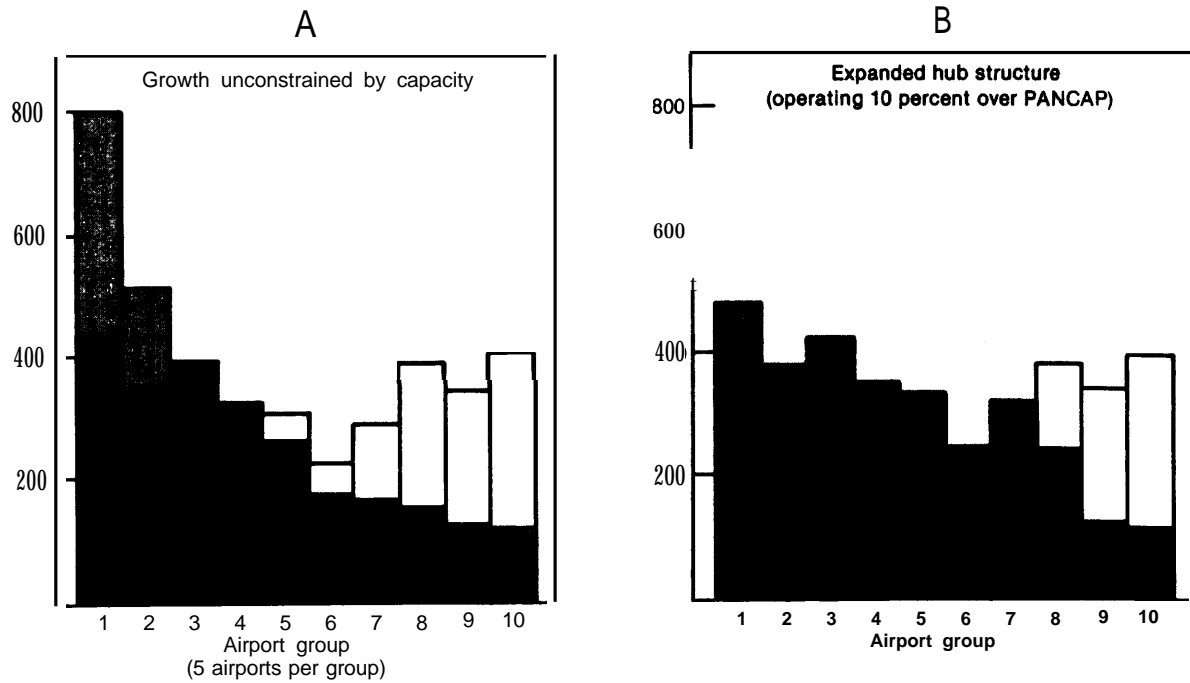 A
Growth unconstrained by capacity
800
600
400
200
1 2 3 4 5 6 7 8 9 10
Airport group
(5 airports per group)
B
Expanded hub structure
(operating 10 percent over PANCAP)
800
600
400
200
1 2 3 4 5 6 7 8 9 10
Airport group